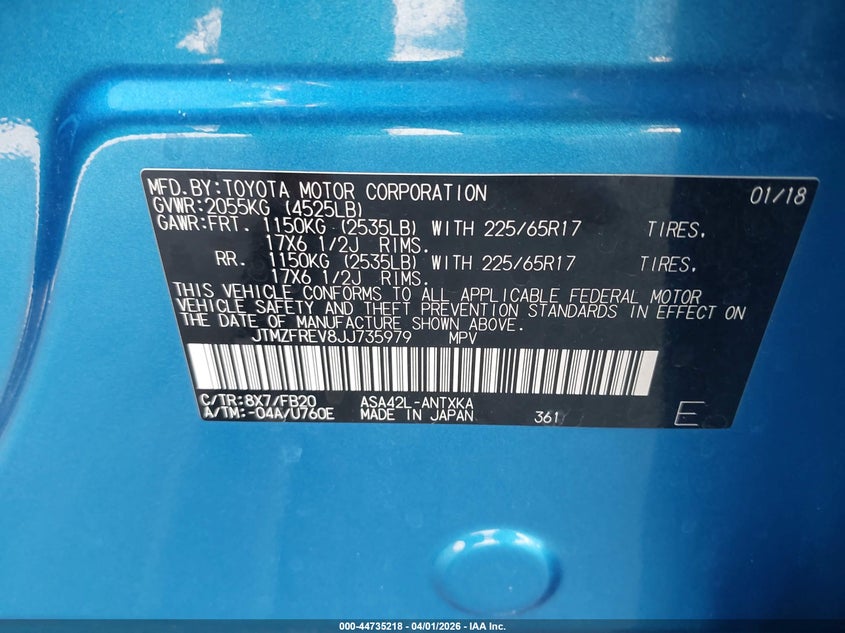 MFD.BY:TOYOTA MOTOR CORPORATION 01/18
GVWR:2055KG (4525LB)
GAWR:FRT. 1150KG (2535LB) WITH 225/65R17 TIRES,
17X6 1/2J RIMS.
RR. 1150KG (2535LB) WITH 225/65R17 TIRES,
17X6 1/2J RIMS.
THIS VEHICLE CONFORMS TO ALL APPLICABLE FEDERAL MOTOR
VEHICLE SAFETY AND THEFT PREVENTION STANDARDS IN EFFECT ON
THE DATE OF MANUFACTURE SHOWN ABOVE.
JTMZFREV8JJ735979 MPV
C/TR:8X7/FB20 ASA42L-ANTXKA
A/TM:-04A/U760E MADE IN JAPAN 361 E
000-44735218 - 04/01/2026 - IAA Inc.